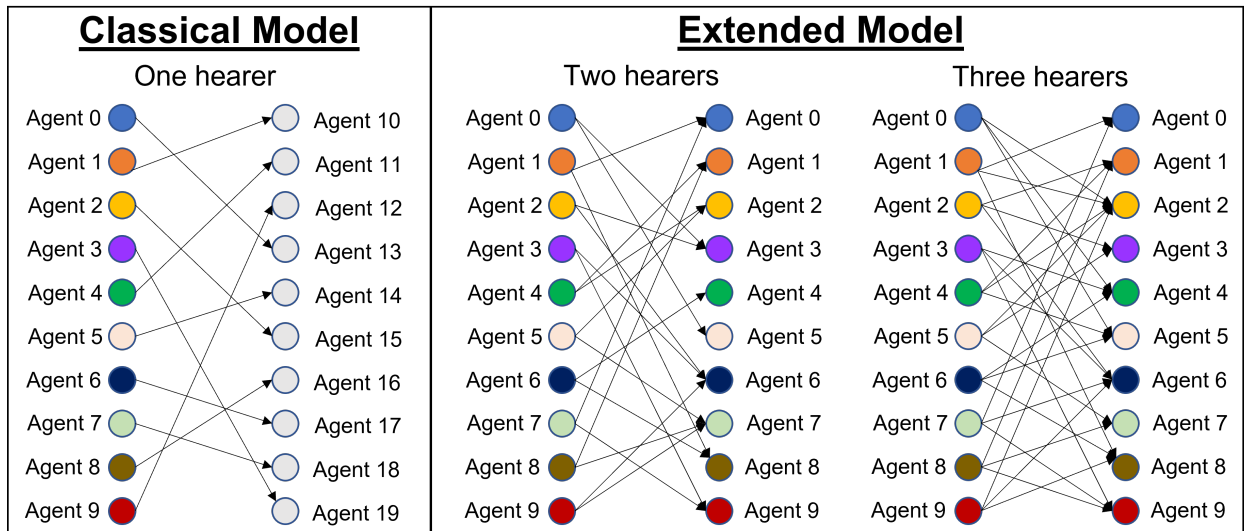 Classical Model
One hearer
Agent 0 Agent 10
Agent 1 Agent 11
Agent 2 Agent 12
Agent 3 Agent 13
Agent 4 Agent 14
Agent 5 Agent 15
Agent 6 Agent 16
Agent 7 Agent 17
Agent 8 Agent 18
Agent 9 Agent 19
Extended Model
Two hearers
Agent 0 Agent 0
Agent 1 Agent 1
Agent 2 Agent 2
Agent 3 Agent 3
Agent 4 Agent 4
Agent 5 Agent 5
Agent 6 Agent 6
Agent 7 Agent 7
Agent 8 Agent 8
Agent 9 Agent 9
Three hearers
Agent 0 Agent 0
Agent 1 Agent 1
Agent 2 Agent 2
Agent 3 Agent 3
Agent 4 Agent 4
Agent 5 Agent 5
Agent 6 Agent 6
Agent 7 Agent 7
Agent 8 Agent 8
Agent 9 Agent 9